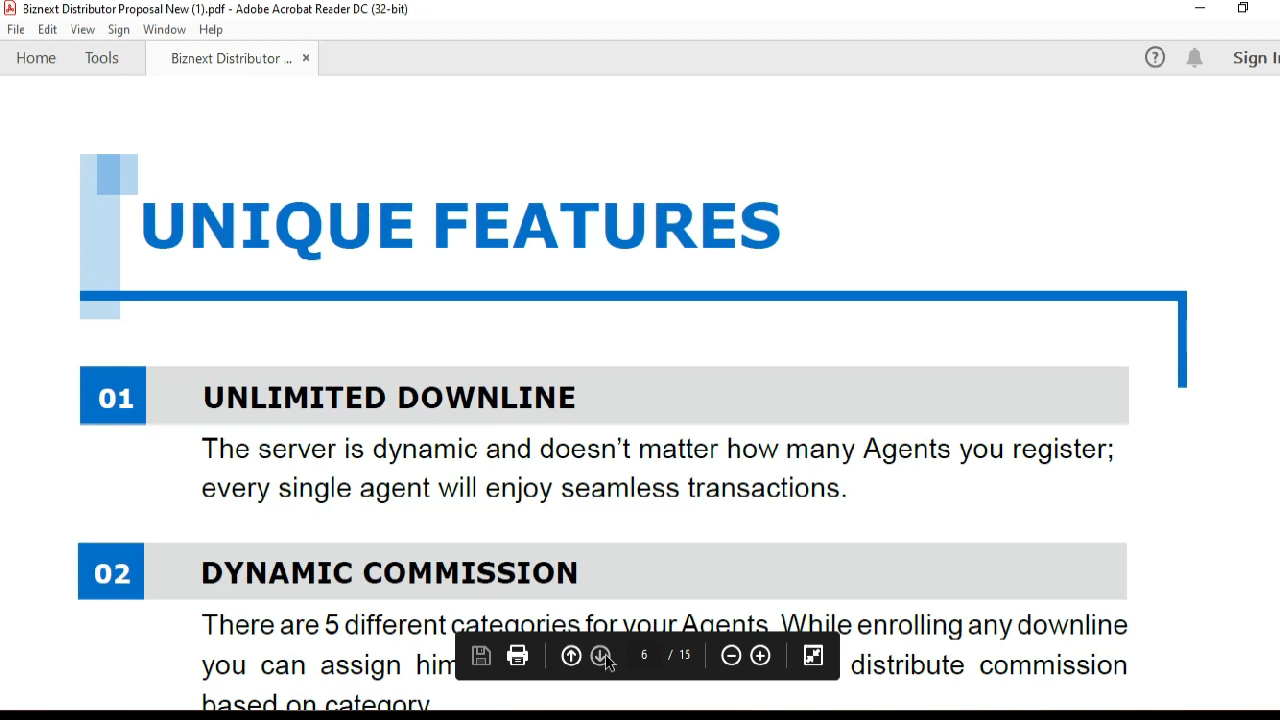 Biznext Distributor Proposal New (1).pdf - Adobe Acrobat Reader DC (32-bit)
File Edit View Sign Window Help
Home Tools Biznext Distributor ... × ? Sign
UNIQUE FEATURES
01 UNLIMITED DOWNLINE
The server is dynamic and doesn't matter how many Agents you register;
every single agent will enjoy seamless transactions.
02 DYNAMIC COMMISSION
There are 5 different categories for your Agents. While enrolling any downline
you can assign him distribute commission
based on category
6 / 15